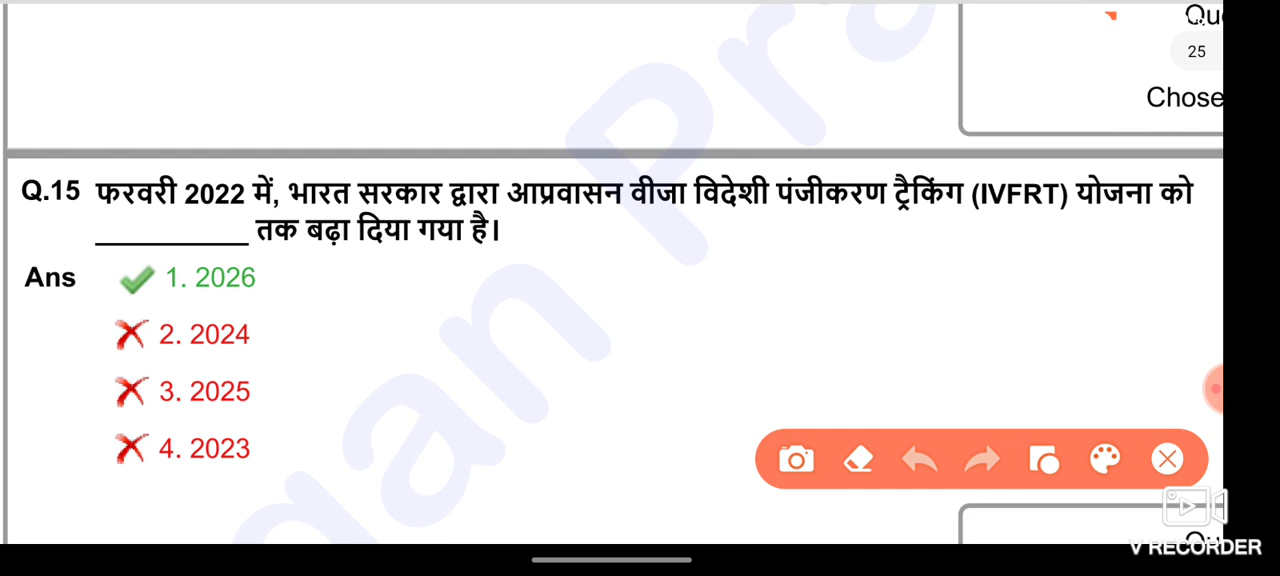 Qu
25
Chose
Q.15 फरवरी 2022 में, भारत सरकार द्वारा आप्रवासन वीजा विदेशी पंजीकरण ट्रैकिंग (IVFRT) योजना को
__________ तक बढ़ा दिया गया है।
Ans 1. 2026
2. 2024
3. 2025
4. 2023
V RECORDER